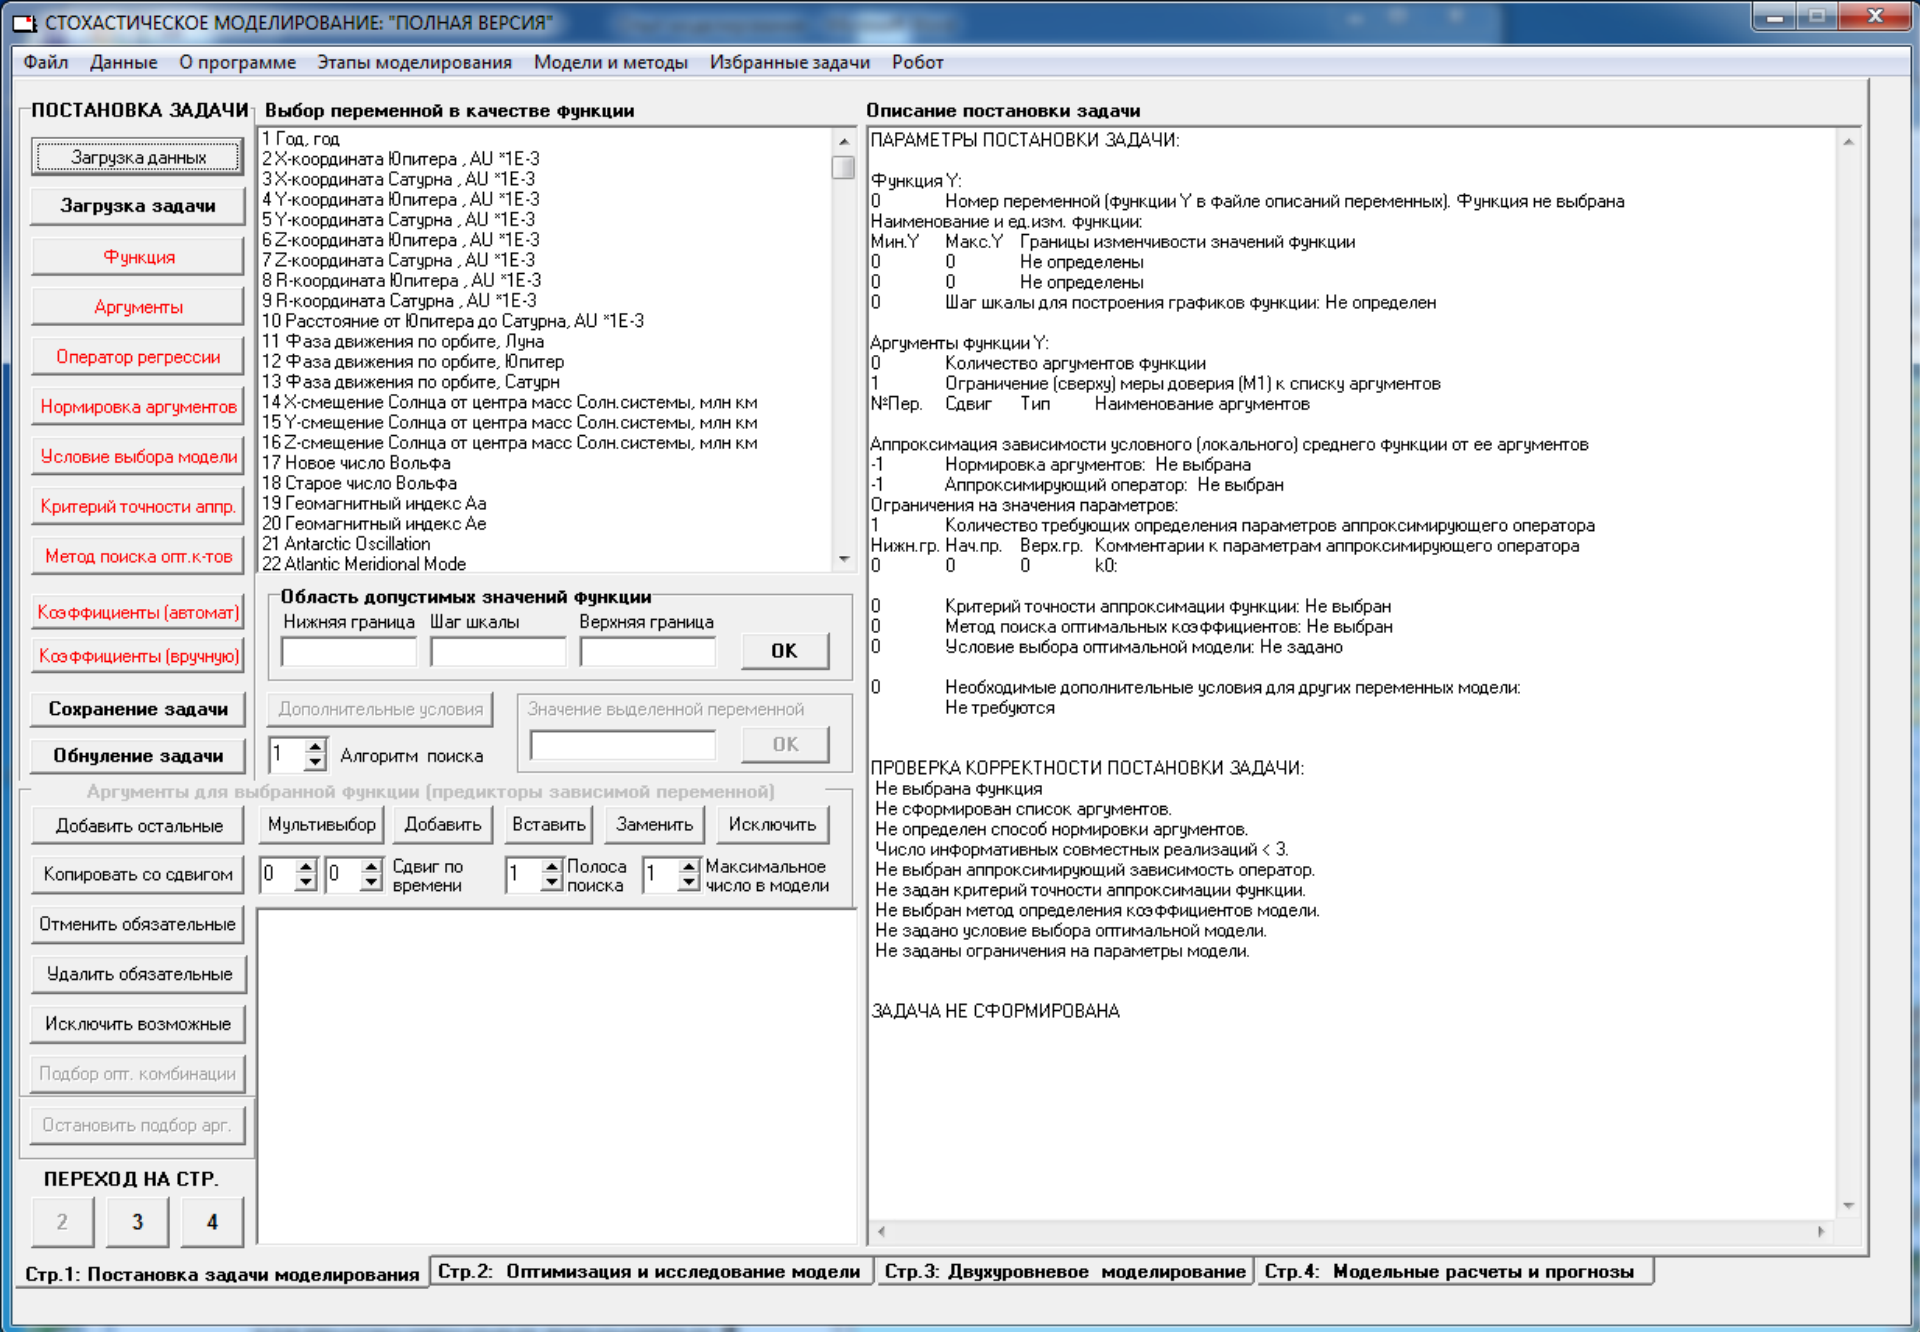 СТОХАСТИЧЕСКОЕ МОДЕЛИРОВАНИЕ: "ПОЛНАЯ ВЕРСИЯ"
Файл Данные О программе Этапы моделирования Модели и методы Избранные задачи Робот
ПОСТАНОВКА ЗАДАЧИ
Загрузка данных
Загрузка задачи
Функция
Аргументы
Оператор регрессии
Нормировка аргументов
Условие выбора модели
Критерий точности аппр.
Метод поиска опт.к-тов
Коэффициенты (автомат)
Коэффициенты (вручную)
Сохранение задачи
Обнуление задачи
Выбор переменной в качестве функции
1 Год, год
2 X-координата Юпитера , AU *1E-3
3 X-координата Сатурна , AU *1E-3
4 Y-координата Юпитера , AU *1E-3
5 Y-координата Сатурна , AU *1E-3
6 Z-координата Юпитера , AU *1E-3
7 Z-координата Сатурна , AU *1E-3
8 R-координата Юпитера , AU *1E-3
9 R-координата Сатурна , AU *1E-3
10 Расстояние от Юпитера до Сатурна, AU *1E-3
11 Фаза движения по орбите, Луна
12 Фаза движения по орбите, Юпитер
13 Фаза движения по орбите, Сатурн
14 X-смещение Солнца от центра масс Солн.системы, млн км
15 Y-смещение Солнца от центра масс Солн.системы, млн км
16 Z-смещение Солнца от центра масс Солн.системы, млн км
17 Новое число Вольфа
18 Старое число Вольфа
19 Геомагнитный индекс Aa
20 Геомагнитный индекс Ae
21 Antarctic Oscillation
22 Atlantic Meridional Mode
Область допустимых значений функции
Нижняя граница Шаг шкалы Верхняя граница
OK
Дополнительные условия
Значение выделенной переменной
1 Алгоритм поиска
OK
Аргументы для выбранной функции (предикторы зависимой переменной)
Добавить остальные Мультивыбор Добавить Вставить Заменить Исключить
Копировать со сдвигом 0 0 Сдвиг по времени 1 Полоса поиска 1 Максимальное число в модели
Отменить обязательные
Удалить обязательные
Исключить возможные
Подбор опт. комбинации
Остановить подбор арг.
ПЕРЕХОД НА СТР.
2 3 4
Описание постановки задачи
ПАРАМЕТРЫ ПОСТАНОВКИ ЗАДАЧИ:
Функция Y:
0 Номер переменной (функции Y в файле описаний переменных). Функция не выбрана
Наименование и ед.изм. функции:
Мин.Y Макс.Y Границы изменчивости значений функции
0 0 Не определены
0 0 Не определены
0 Шаг шкалы для построения графиков функции: Не определен
Аргументы функции Y:
0 Количество аргументов функции
1 Ограничение (сверху) меры доверия (M1) к списку аргументов
№Пер. Сдвиг Тип Наименование аргументов
Аппроксимация зависимости условного (локального) среднего функции от ее аргументов
-1 Нормировка аргументов: Не выбрана
-1 Аппроксимирующий оператор: Не выбран
Ограничения на значения параметров:
1 Количество требующих определения параметров аппроксимирующего оператора
Нижн.гр. Нач.пр. Верх.гр. Комментарии к параметрам аппроксимирующего оператора
0 0 0 k0:
0 Критерий точности аппроксимации функции: Не выбран
0 Метод поиска оптимальных коэффициентов: Не выбран
0 Условие выбора оптимальной модели: Не задано
0 Необходимые дополнительные условия для других переменных модели:
Не требуются
ПРОВЕРКА КОРРЕКТНОСТИ ПОСТАНОВКИ ЗАДАЧИ:
Не выбрана функция
Не сформирован список аргументов.
Не определен способ нормировки аргументов.
Число информативных совместных реализаций < 3.
Не выбран аппроксимирующий зависимость оператор.
Не задан критерий точности аппроксимации функции.
Не выбран метод определения коэффициентов модели.
Не задано условие выбора оптимальной модели.
Не заданы ограничения на параметры модели.
ЗАДАЧА НЕ СФОРМИРОВАНА
Стр.1: Постановка задачи моделирования Стр.2: Оптимизация и исследование модели Стр.3: Двухуровневое моделирование Стр.4: Модельные расчеты и прогнозы